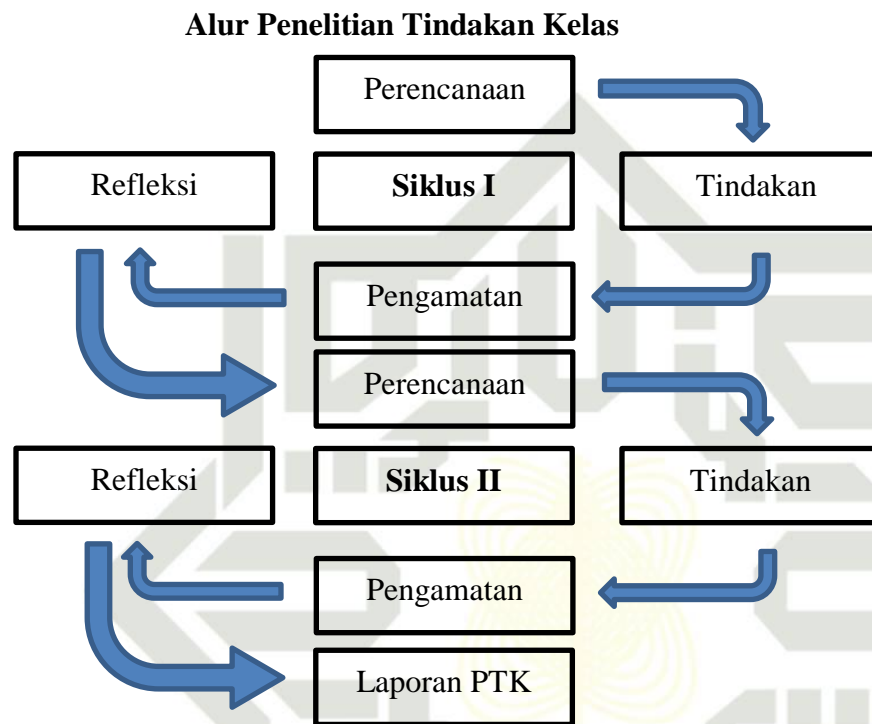 Alur Penelitian Tindakan Kelas
Perencanaan
Refleksi
Siklus I
Tindakan
Pengamatan
Perencanaan
Refleksi
Siklus II
Tindakan
Pengamatan
Laporan PTK